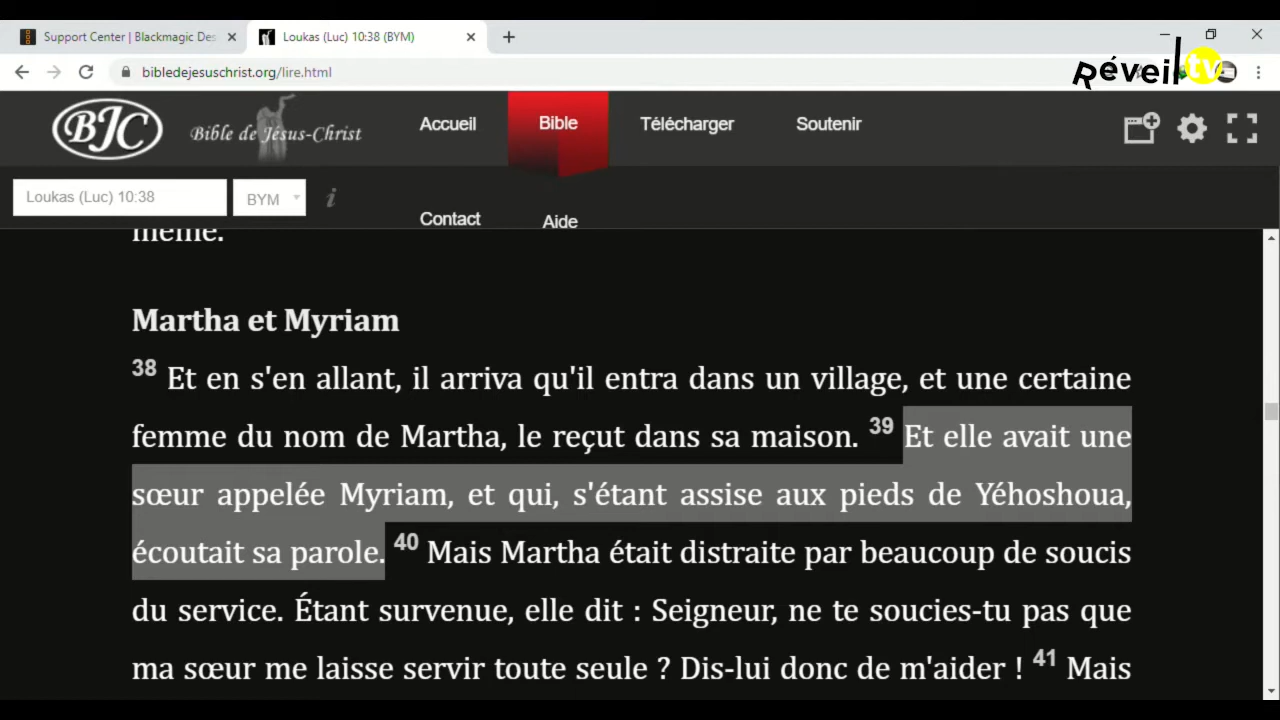 Support Center | Blackmagic Des
Loukas (Luc) 10:38 (BYM)
bibledejesuschrist.org/lire.html
Réveil tv
BJC
Bible de Jésus-Christ
Accueil
Bible
Télécharger
Soutenir
Loukas (Luc) 10:38
BYM
i
Contact
Aide
même.
Martha et Myriam
38 Et en s'en allant, il arriva qu'il entra dans un village, et une certaine
femme du nom de Martha, le reçut dans sa maison. 39 Et elle avait une
sœur appelée Myriam, et qui, s'étant assise aux pieds de Yéhoshoua,
écoutait sa parole. 40 Mais Martha était distraite par beaucoup de soucis
du service. Étant survenue, elle dit : Seigneur, ne te soucies-tu pas que
ma sœur me laisse servir toute seule ? Dis-lui donc de m'aider ! 41 Mais